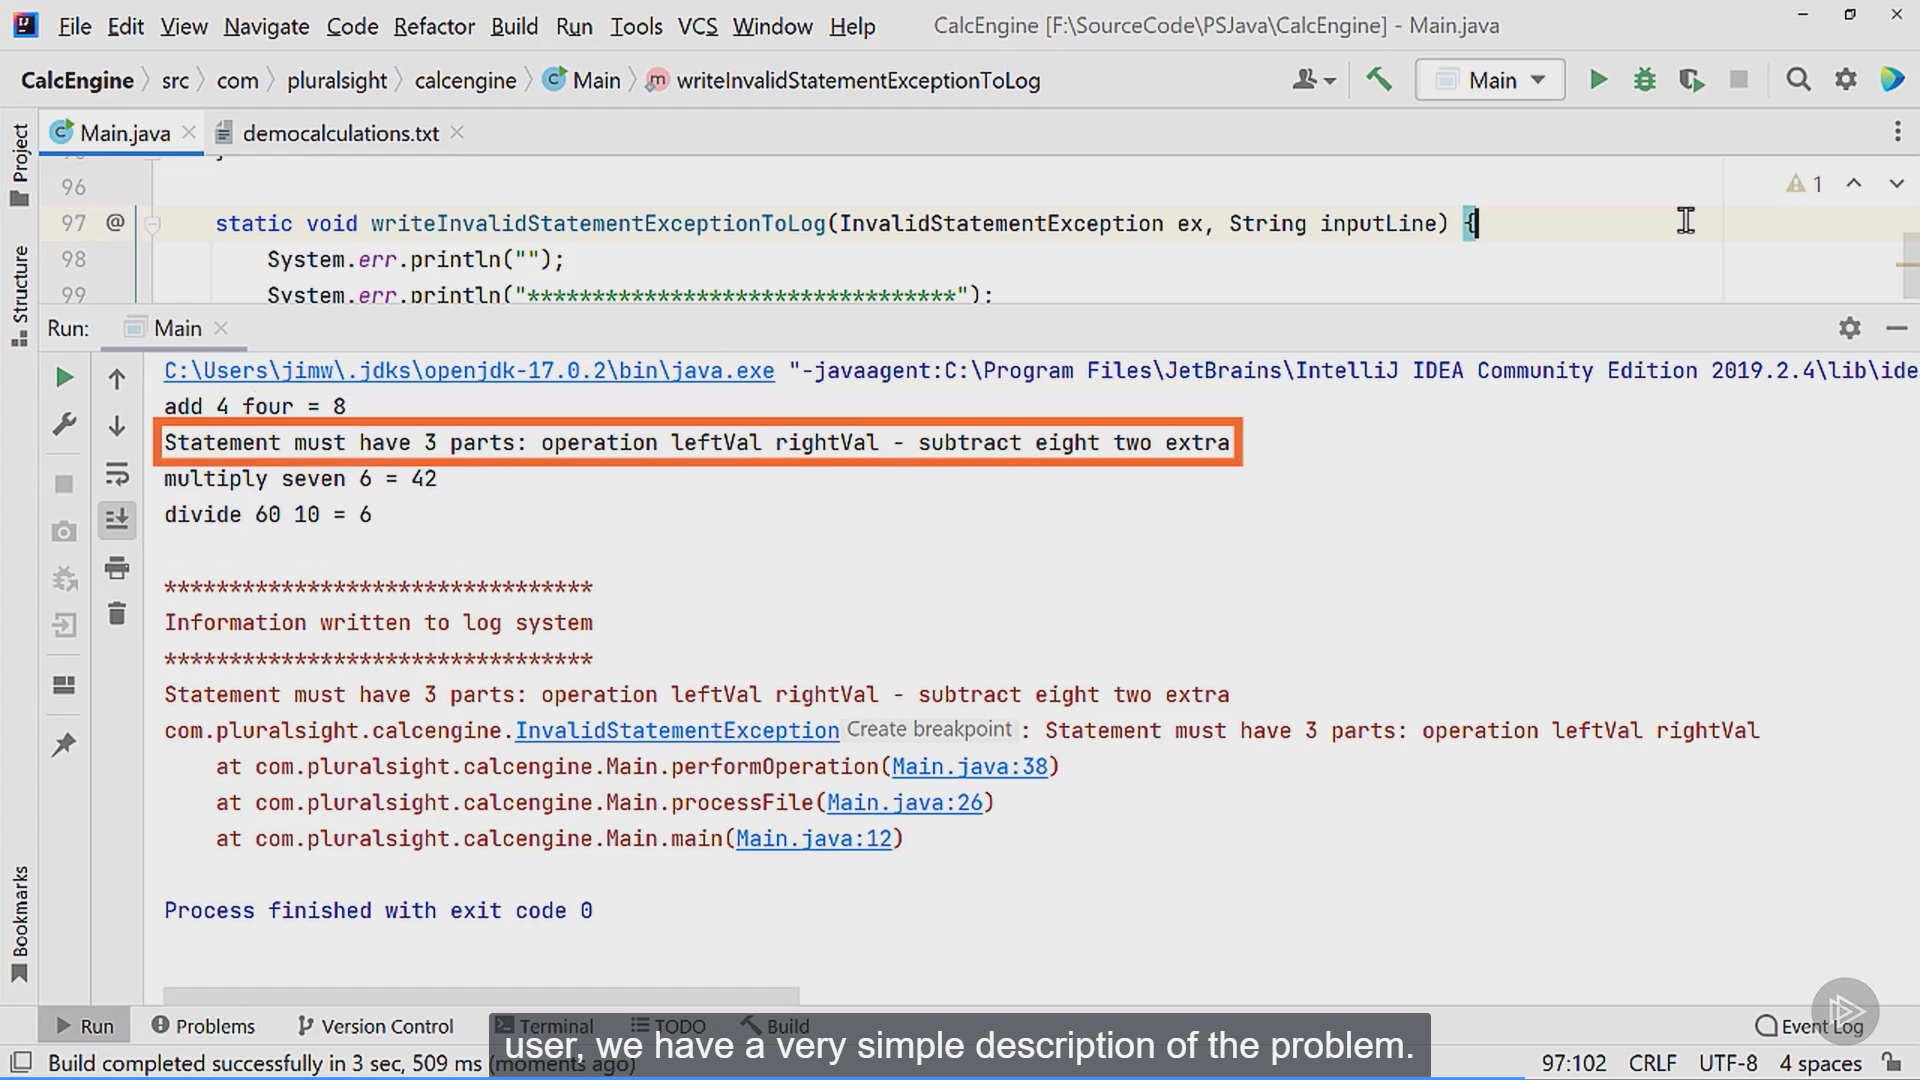 File Edit View Navigate Code Refactor Build Run Tools VCS Window Help CalcEngine [F:\SourceCode\PSJava\CalcEngine] - Main.java
CalcEngine src com pluralsight calcengine Main writeInvalidStatementExceptionToLog Main
Main.java democalculations.txt
96
97 @ static void writeInvalidStatementExceptionToLog(InvalidStatementException ex, String inputLine) {
1
98 System.err.println("");
99 System.err.println("*********************************");
Project
Structure
Bookmarks
Run: Main
C:\Users\jimw\.jdks\openjdk-17.0.2\bin\java.exe "-javaagent:C:\Program Files\JetBrains\IntelliJ IDEA Community Edition 2019.2.4\lib\ide
add 4 four = 8
Statement must have 3 parts: operation leftVal rightVal - subtract eight two extra
multiply seven 6 = 42
divide 60 10 = 6
*********************************
Information written to log system
*********************************
Statement must have 3 parts: operation leftVal rightVal - subtract eight two extra
com.pluralsight.calcengine.InvalidStatementException Create breakpoint : Statement must have 3 parts: operation leftVal rightVal
at com.pluralsight.calcengine.Main.performOperation(Main.java:38)
at com.pluralsight.calcengine.Main.processFile(Main.java:26)
at com.pluralsight.calcengine.Main.main(Main.java:12)
Process finished with exit code 0
Run Problems Version Control Terminal TODO Build Event Log
user, we have a very simple description of the problem.
Build completed successfully in 3 sec, 509 ms (moments ago) 97:102 CRLF UTF-8 4 spaces